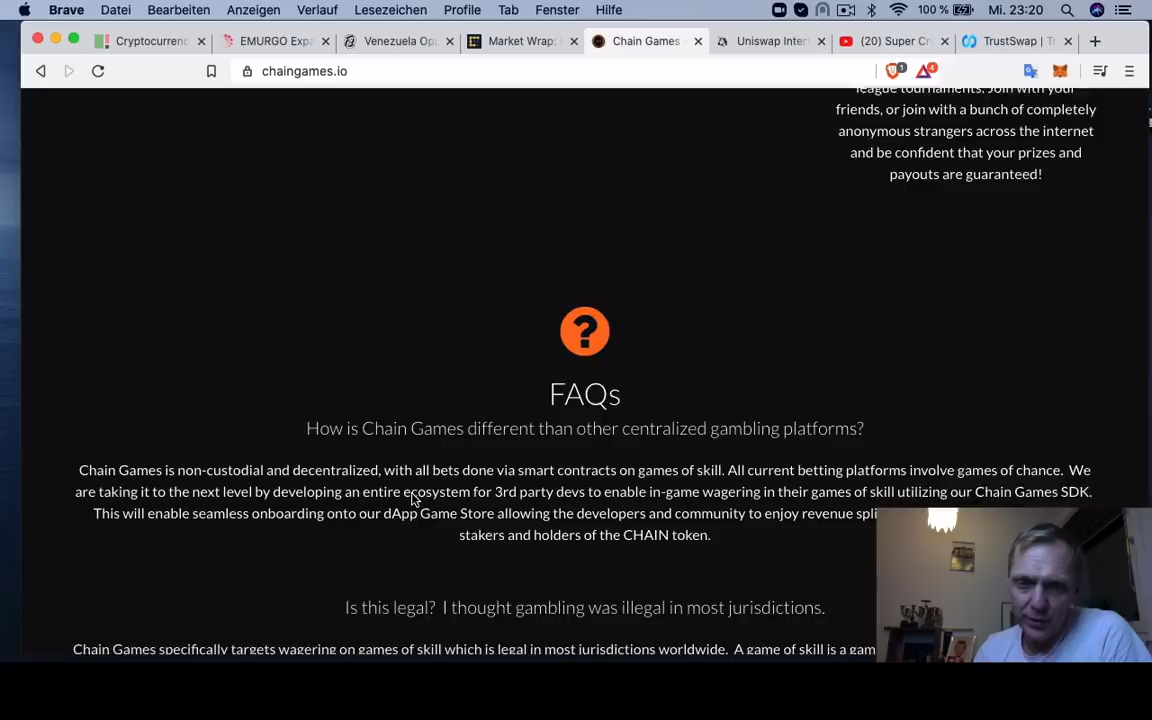 Brave Datei Bearbeiten Anzeigen Verlauf Lesezeichen Profile Tab Fenster Hilfe 100 % Mi. 23:20
Cryptocurrenc EMURGO Expa Venezuela Op Market Wrap: Chain Games Uniswap Inter (20) Super Cr TrustSwap | T
chaingames.io 1 4
league tournaments. Join with your
friends, or join with a bunch of completely
anonymous strangers across the internet
and be confident that your prizes and
payouts are guaranteed!
?
FAQs
How is Chain Games different than other centralized gambling platforms?
Chain Games is non-custodial and decentralized, with all bets done via smart contracts on games of skill. All current betting platforms involve games of chance. We
are taking it to the next level by developing an entire ecosystem for 3rd party devs to enable in-game wagering in their games of skill utilizing our Chain Games SDK.
This will enable seamless onboarding onto our dApp Game Store allowing the developers and community to enjoy revenue spli
stakers and holders of the CHAIN token.
Is this legal? I thought gambling was illegal in most jurisdictions.
Chain Games specifically targets wagering on games of skill which is legal in most jurisdictions worldwide. A game of skill is a gam